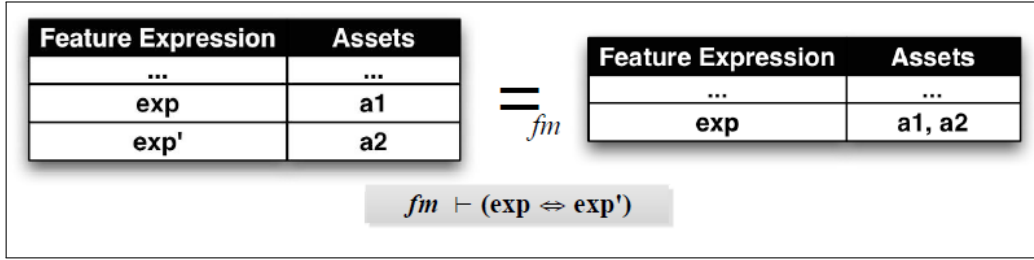 Feature Expression Assets
... ...
exp a1
exp' a2
=fm
Feature Expression Assets
... ...
exp a1, a2
fm ⊢ (exp ⇔ exp')